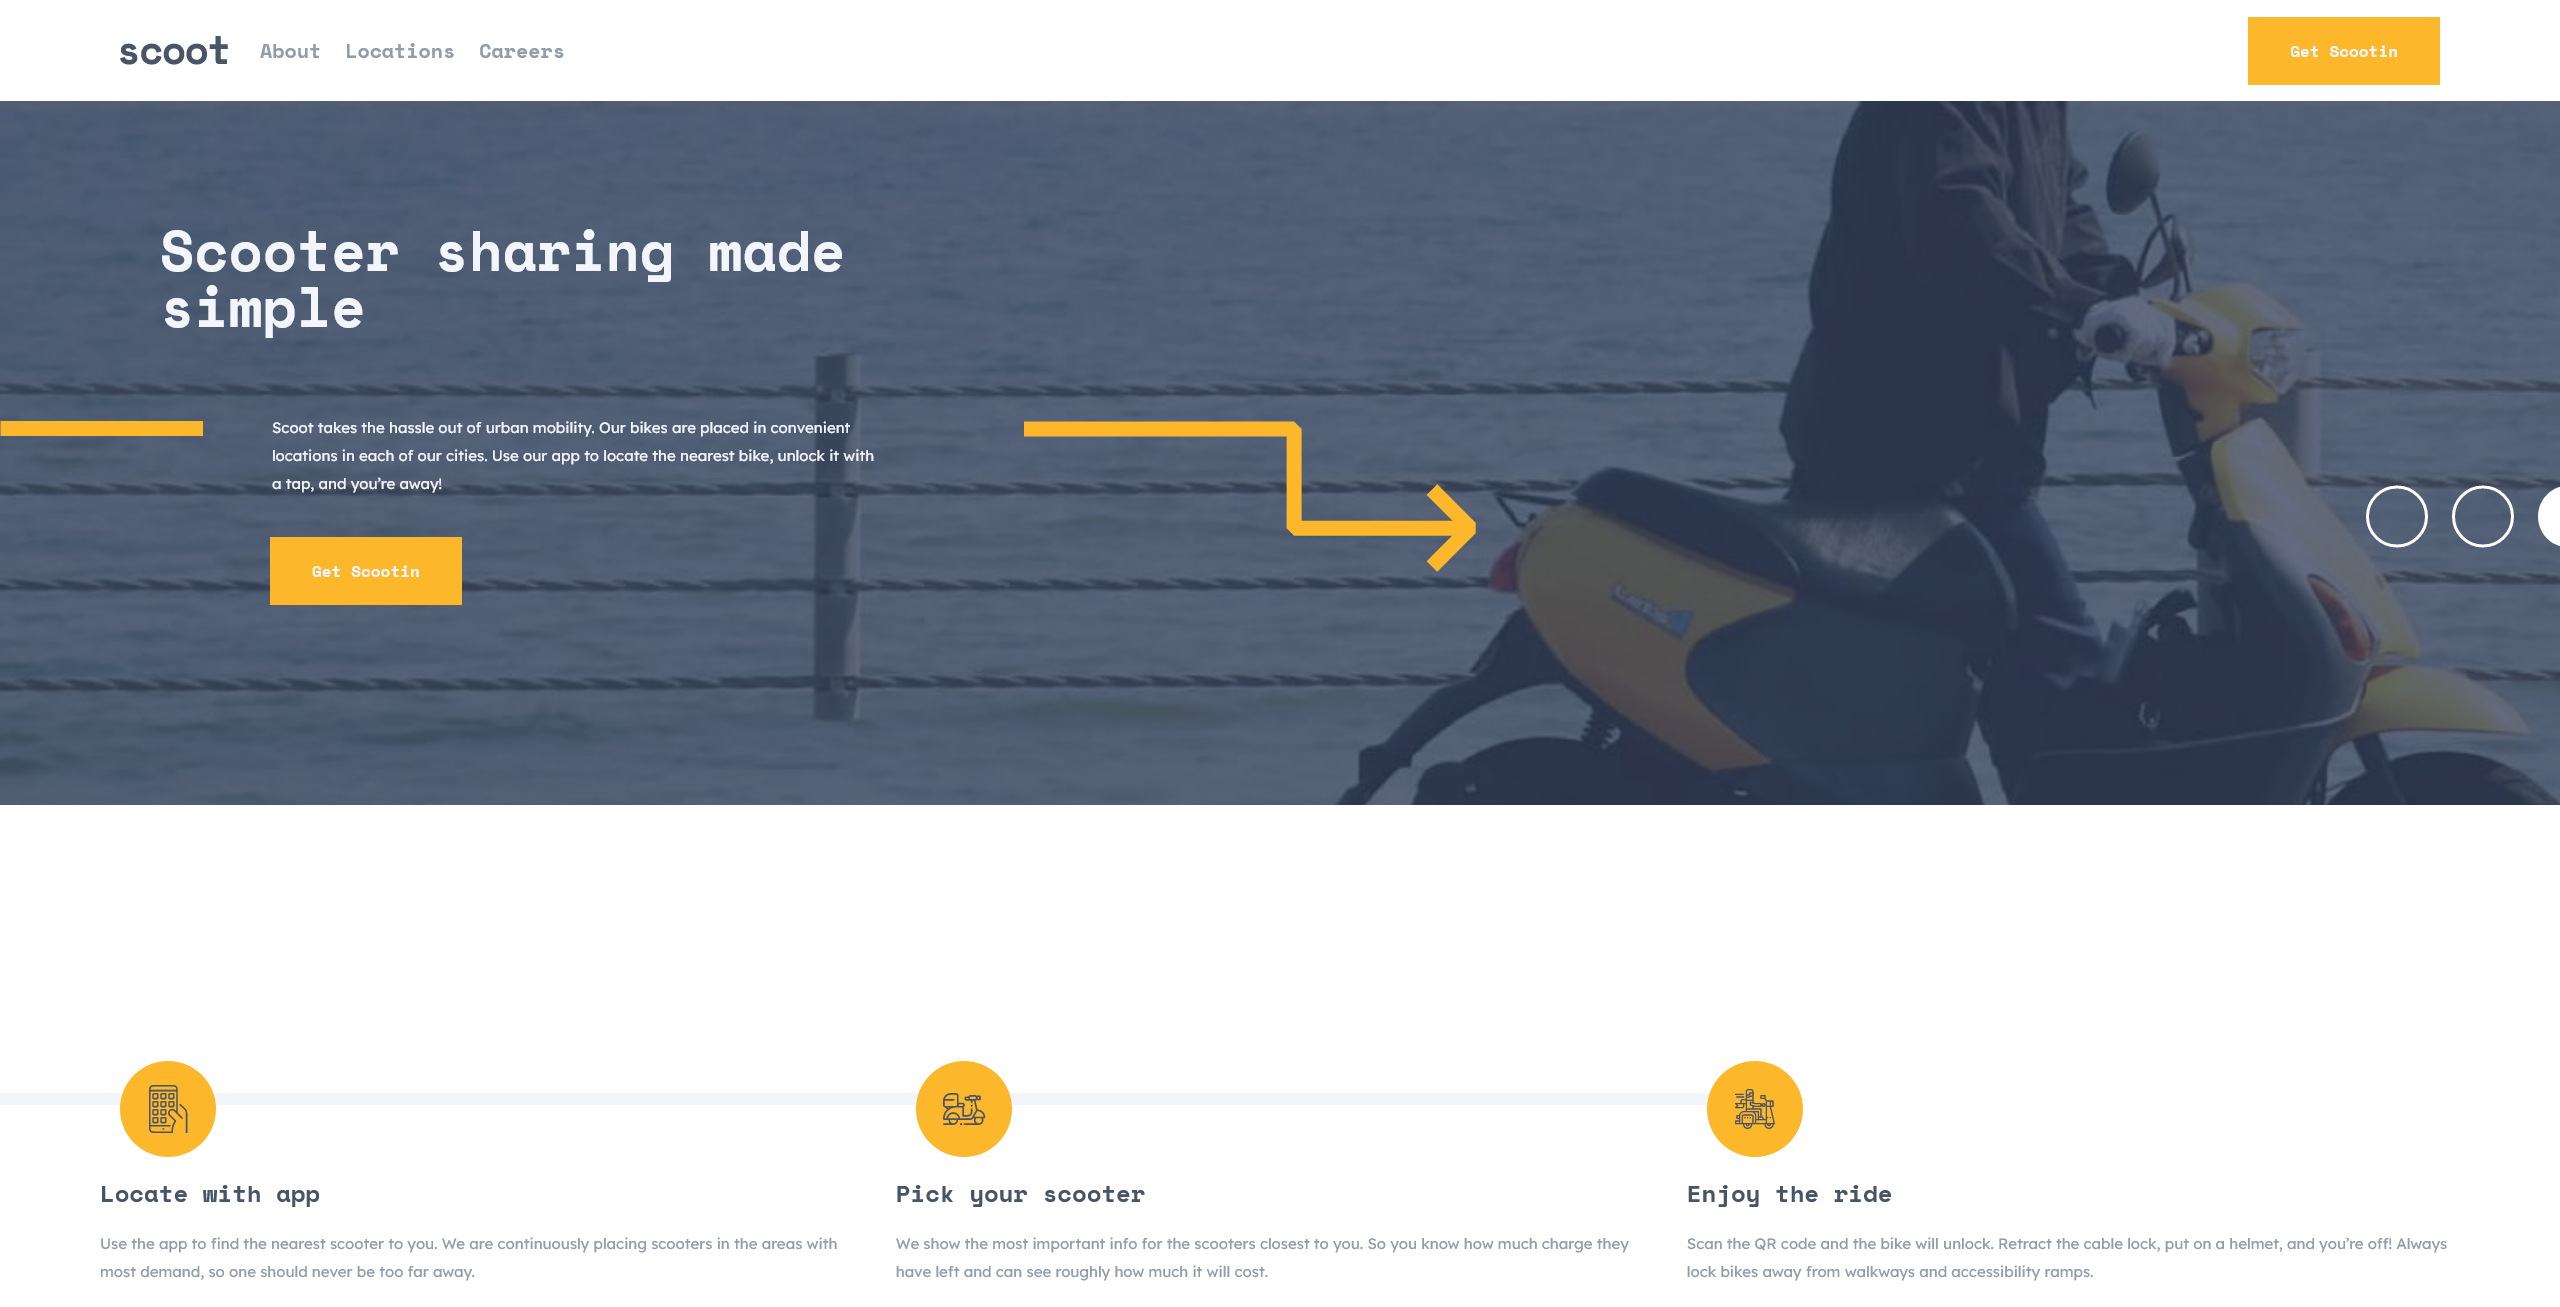 scoot About Locations Careers Get Scootin
Scooter sharing made
simple
Scoot takes the hassle out of urban mobility. Our bikes are placed in convenient
locations in each of our cities. Use our app to locate the nearest bike, unlock it with
a tap, and you’re away!
Get Scootin
Locate with app
Use the app to find the nearest scooter to you. We are continuously placing scooters in the areas with
most demand, so one should never be too far away.
Pick your scooter
We show the most important info for the scooters closest to you. So you know how much charge they
have left and can see roughly how much it will cost.
Enjoy the ride
Scan the QR code and the bike will unlock. Retract the cable lock, put on a helmet, and you’re off! Always
lock bikes away from walkways and accessibility ramps.